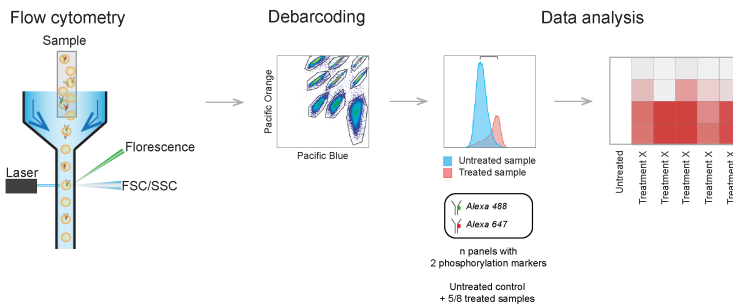 Flow cytometry
Debarcoding
Data analysis
Sample
Florescence
Laser
FSC/SSC
Pacific Orange
Pacific Blue
Untreated sample
Treated sample
Alexa 488
Alexa 647
n panels with
2 phosphorylation markers
Untreated control
+ 5/8 treated samples
Untreated
Treatment X
Treatment X
Treatment X
Treatment X
Treatment X